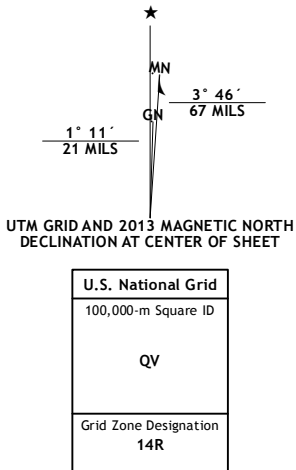 ★
MN
GN
3° 46´
67 MILS
1° 11´
21 MILS
UTM GRID AND 2013 MAGNETIC NORTH
DECLINATION AT CENTER OF SHEET
U.S. National Grid
100,000-m Square ID
QV
Grid Zone Designation
14R